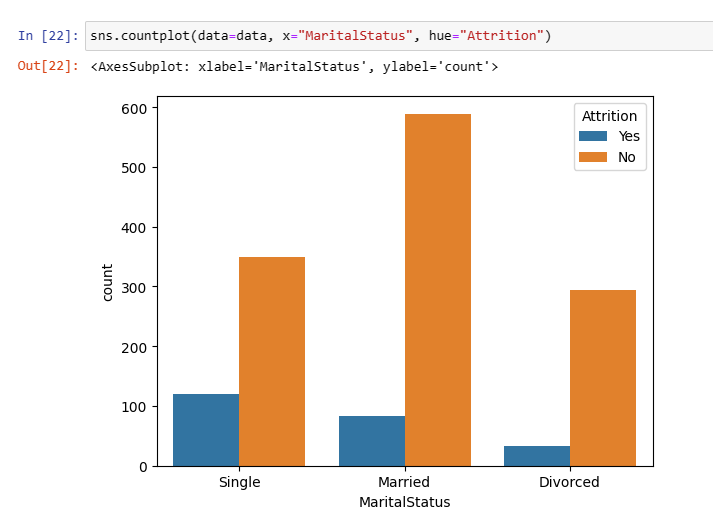 In [22]: sns.countplot(data=data, x="MaritalStatus", hue="Attrition")
Out[22]: <AxesSubplot: xlabel='MaritalStatus', ylabel='count'>
Attrition
Yes
No
600
500
400
300
200
100
0
count
Single Married Divorced
MaritalStatus